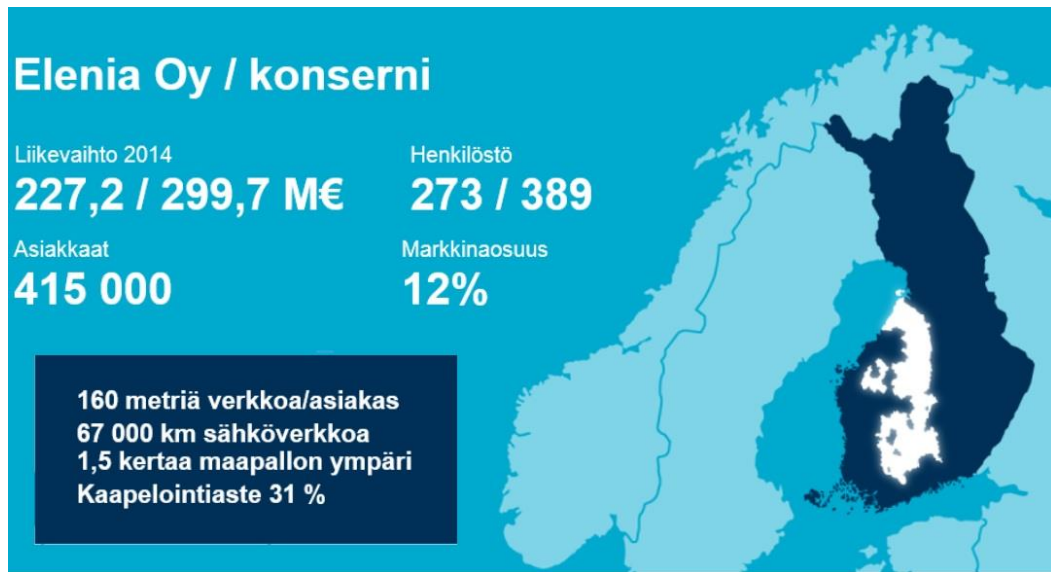 Elenia Oy / konserni
Liikevaihto 2014
227,2 / 299,7 M€
Henkilöstö
273 / 389
Asiakkaat
415 000
Markkinaosuus
12%
160 metriä verkkoa/asiakas
67 000 km sähköverkkoa
1,5 kertaa maapallon ympäri
Kaapelointiaste 31 %